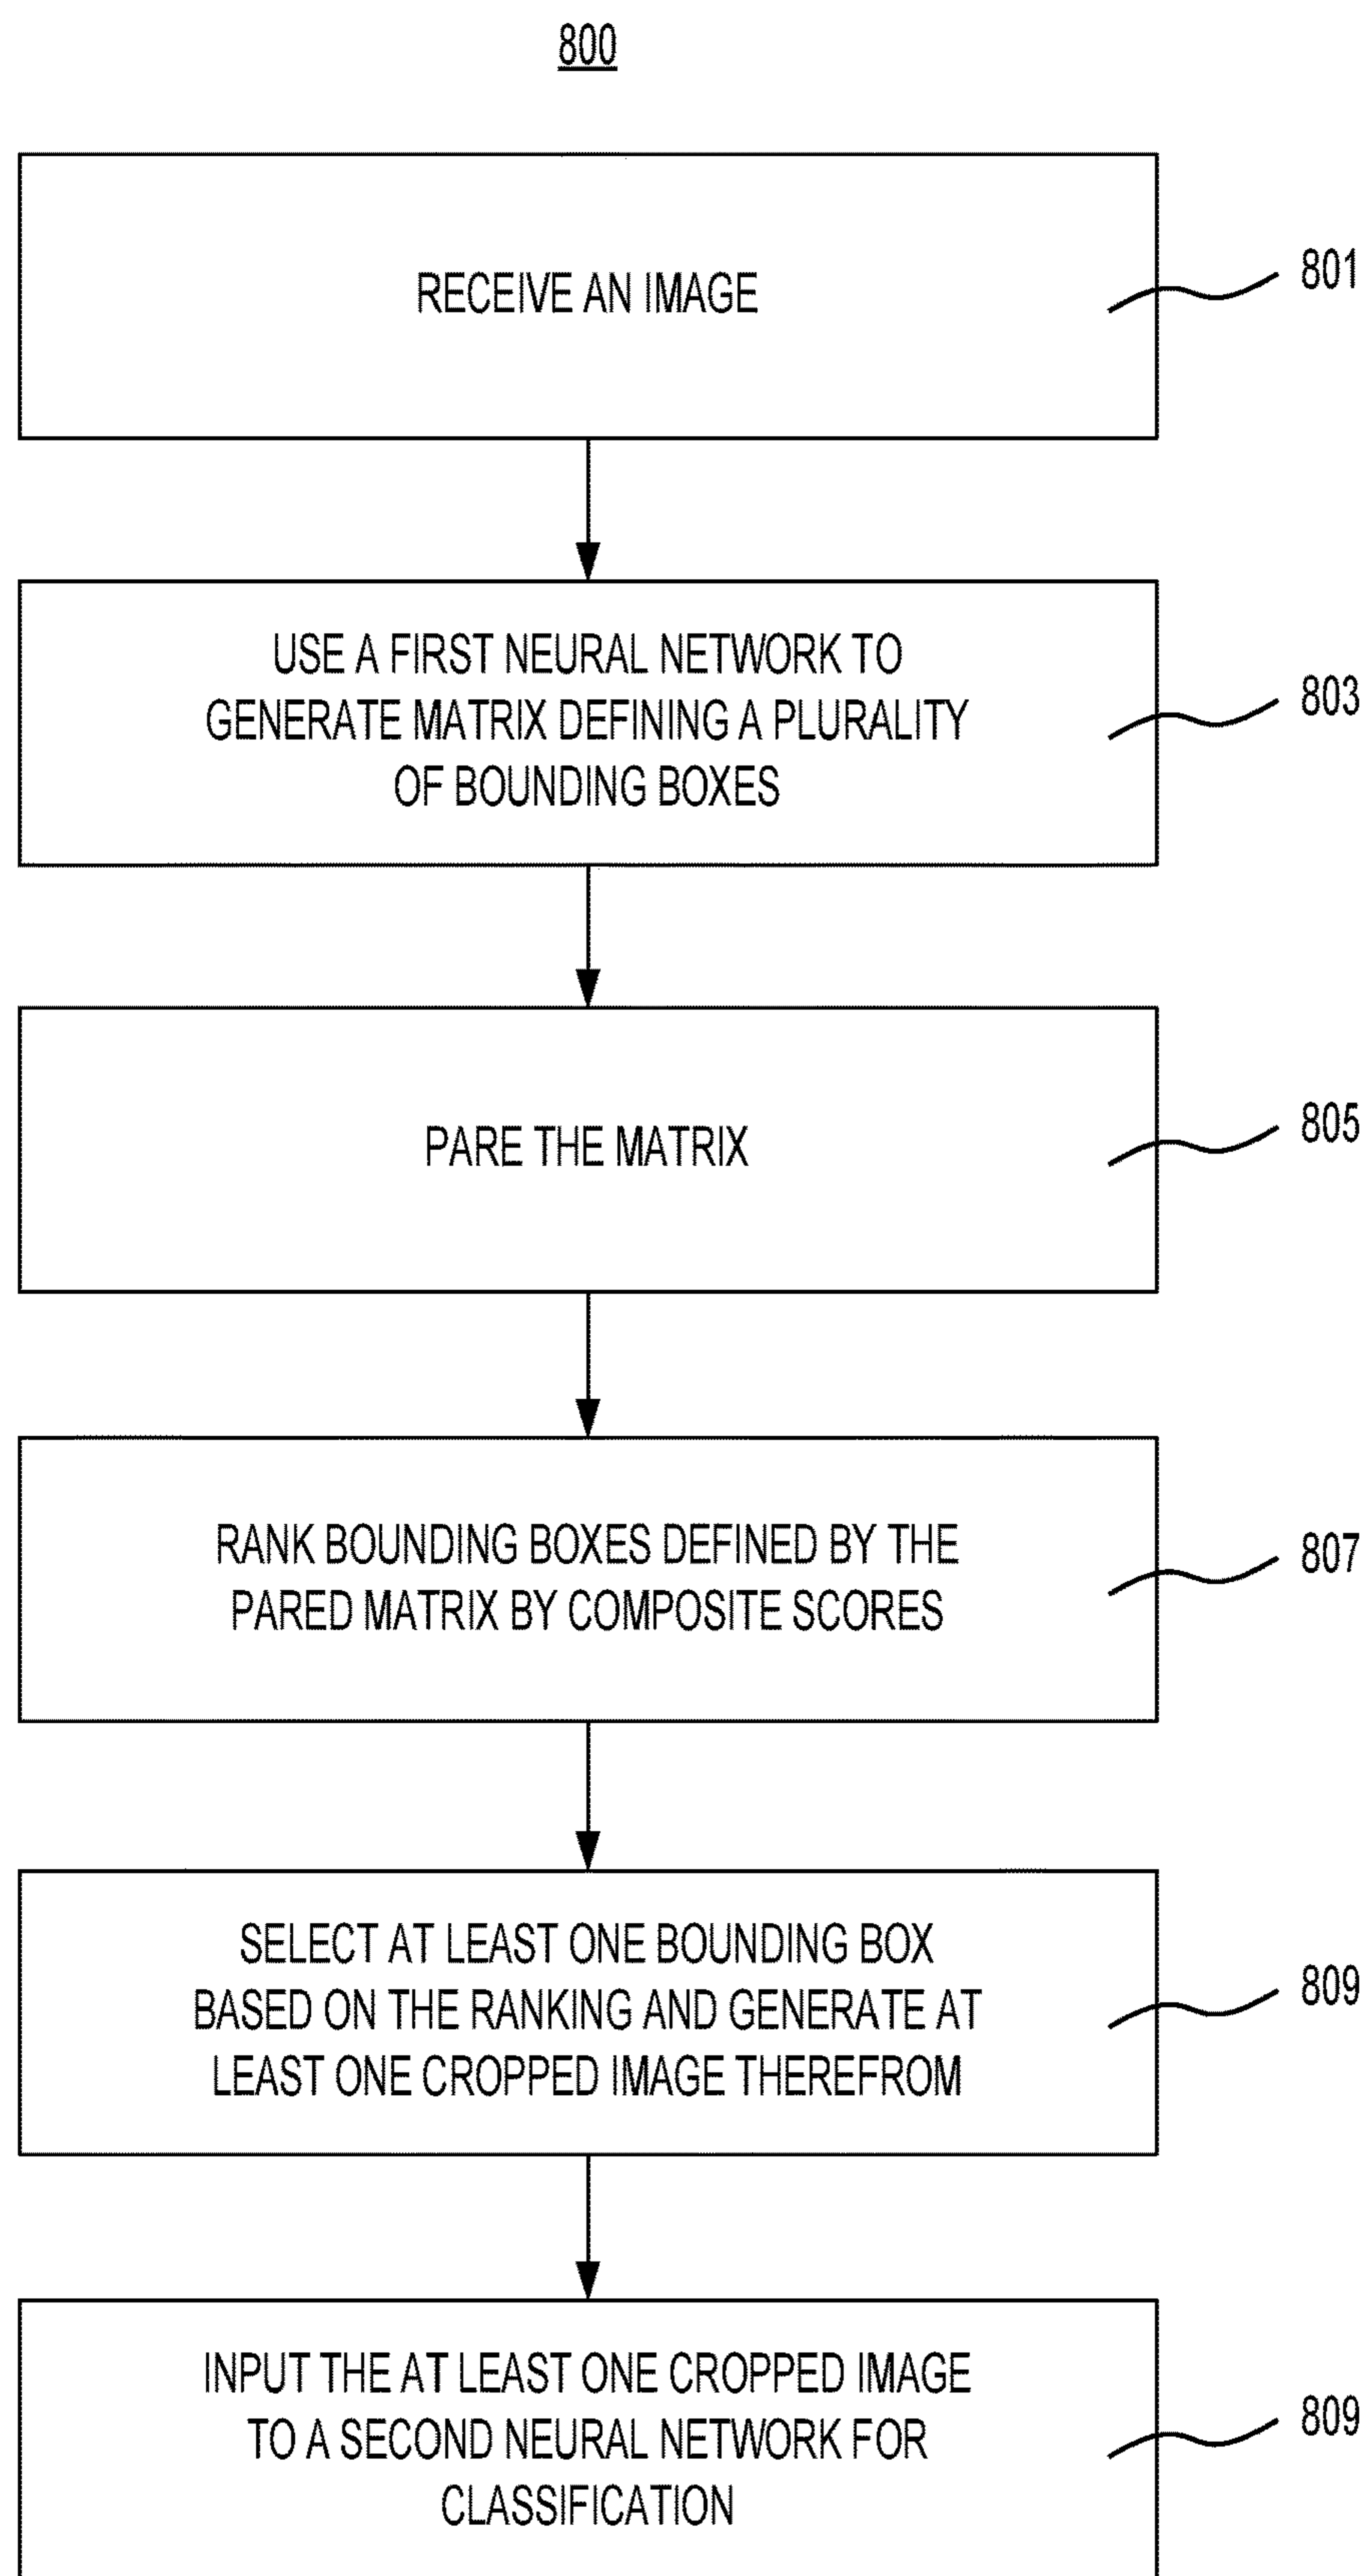 800
RECEIVE AN IMAGE
801
USE A FIRST NEURAL NETWORK TO
GENERATE MATRIX DEFINING A PLURALITY
OF BOUNDING BOXES
803
PARE THE MATRIX
805
RANK BOUNDING BOXES DEFINED BY THE
PARED MATRIX BY COMPOSITE SCORES
807
SELECT AT LEAST ONE BOUNDING BOX
BASED ON THE RANKING AND GENERATE AT
LEAST ONE CROPPED IMAGE THEREFROM
809
INPUT THE AT LEAST ONE CROPPED IMAGE
TO A SECOND NEURAL NETWORK FOR
CLASSIFICATION
809